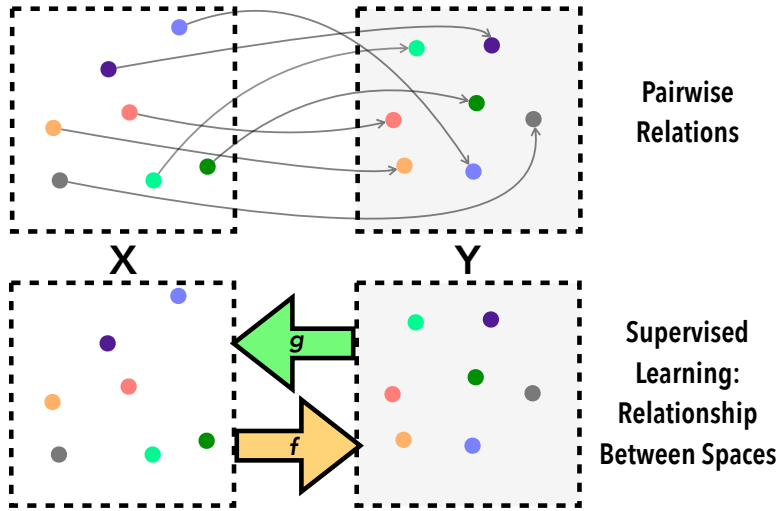 Pairwise
Relations
X
Y
g
f
Supervised
Learning:
Relationship
Between Spaces